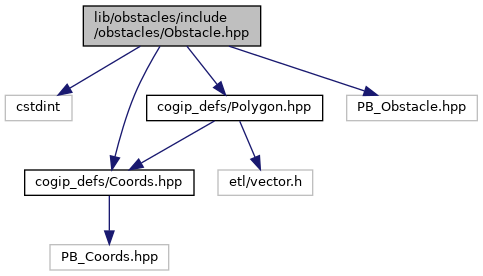 lib/obstacles/include
/obstacles/Obstacle.hpp
cstdint
cogip_defs/Polygon.hpp
PB_Obstacle.hpp
cogip_defs/Coords.hpp
etl/vector.h
PB_Coords.hpp